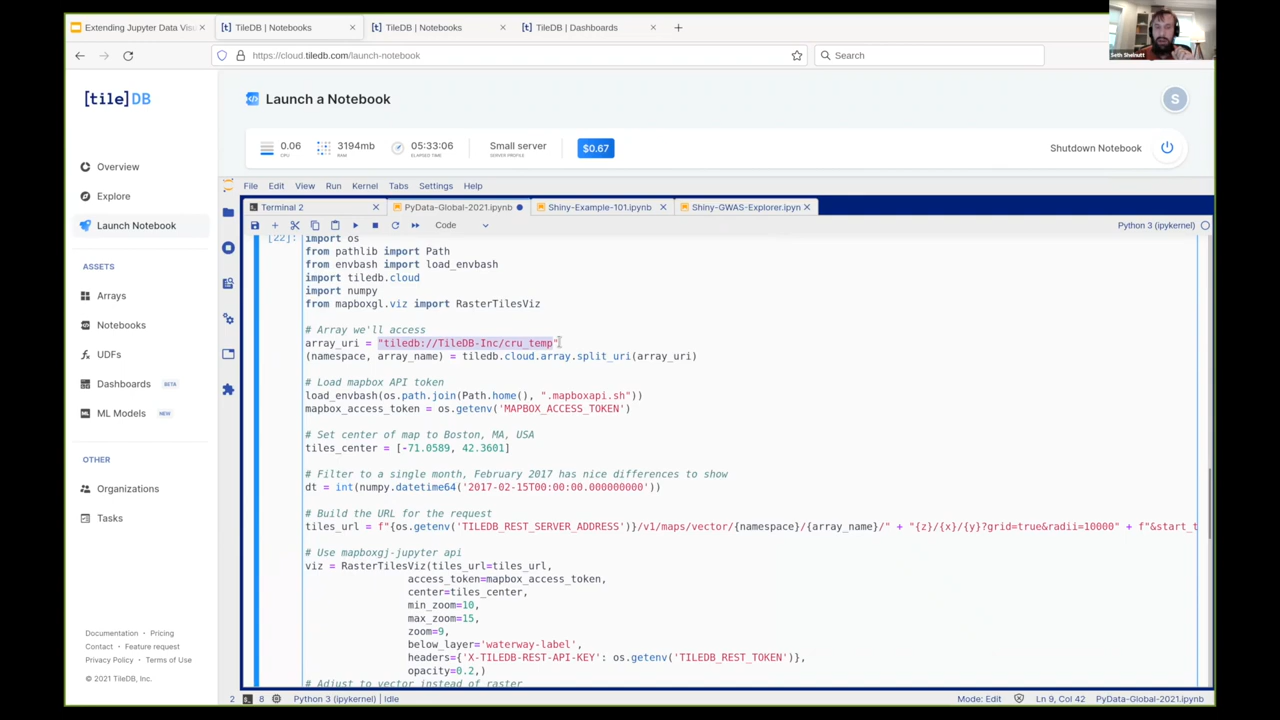 Extending Jupyter Data Visu
TileDB | Notebooks
TileDB | Notebooks
TileDB | Dashboards
https://cloud.tiledb.com/launch-notebook
Search
Seth Shelnutt
[tile]DB
Launch a Notebook
S
0.06
CPU
3194mb
RAM
05:33:06
ELAPSED TIME
Small server
SERVER PROFILE
$0.67
Shutdown Notebook
Overview
Explore
Launch Notebook
ASSETS
Arrays
Notebooks
UDFs
Dashboards BETA
ML Models NEW
OTHER
Organizations
Tasks
Documentation · Pricing
Contact · Feature request
Privacy Policy · Terms of Use
© 2021 TileDB, Inc.
File Edit View Run Kernel Tabs Settings Help
Terminal 2
PyData-Global-2021.ipynb
Shiny-Example-101.ipynb
Shiny-GWAS-Explorer.ipyn
Code
Python 3 (ipykernel)
[22]: import os
from pathlib import Path
from envbash import load_envbash
import tiledb.cloud
import numpy
from mapboxgl.viz import RasterTilesViz
# Array we'll access
array_uri = "tiledb://TileDB-Inc/cru_temp"
(namespace, array_name) = tiledb.cloud.array.split_uri(array_uri)
# Load mapbox API token
load_envbash(os.path.join(Path.home(), ".mapboxapi.sh"))
mapbox_access_token = os.getenv('MAPBOX_ACCESS_TOKEN')
# Set center of map to Boston, MA, USA
tiles_center = [-71.0589, 42.3601]
# Filter to a single month, February 2017 has nice differences to show
dt = int(numpy.datetime64('2017-02-15T00:00:00.000000000'))
# Build the URL for the request
tiles_url = f"{os.getenv('TILEDB_REST_SERVER_ADDRESS')}/v1/maps/vector/{namespace}/{array_name}/" + "{z}/{x}/{y}?grid=true&radii=10000" + f"&start_t
# Use mapboxgj-jupyter api
viz = RasterTilesViz(tiles_url=tiles_url,
access_token=mapbox_access_token,
center=tiles_center,
min_zoom=10,
max_zoom=15,
zoom=9,
below_layer='waterway-label',
headers={'X-TILEDB-REST-API-KEY': os.getenv('TILEDB_REST_TOKEN')},
opacity=0.2,)
# Adjust to vector instead of raster
2 8 Python 3 (ipykernel) | Idle
Mode: Edit Ln 9, Col 42 PyData-Global-2021.ipynb